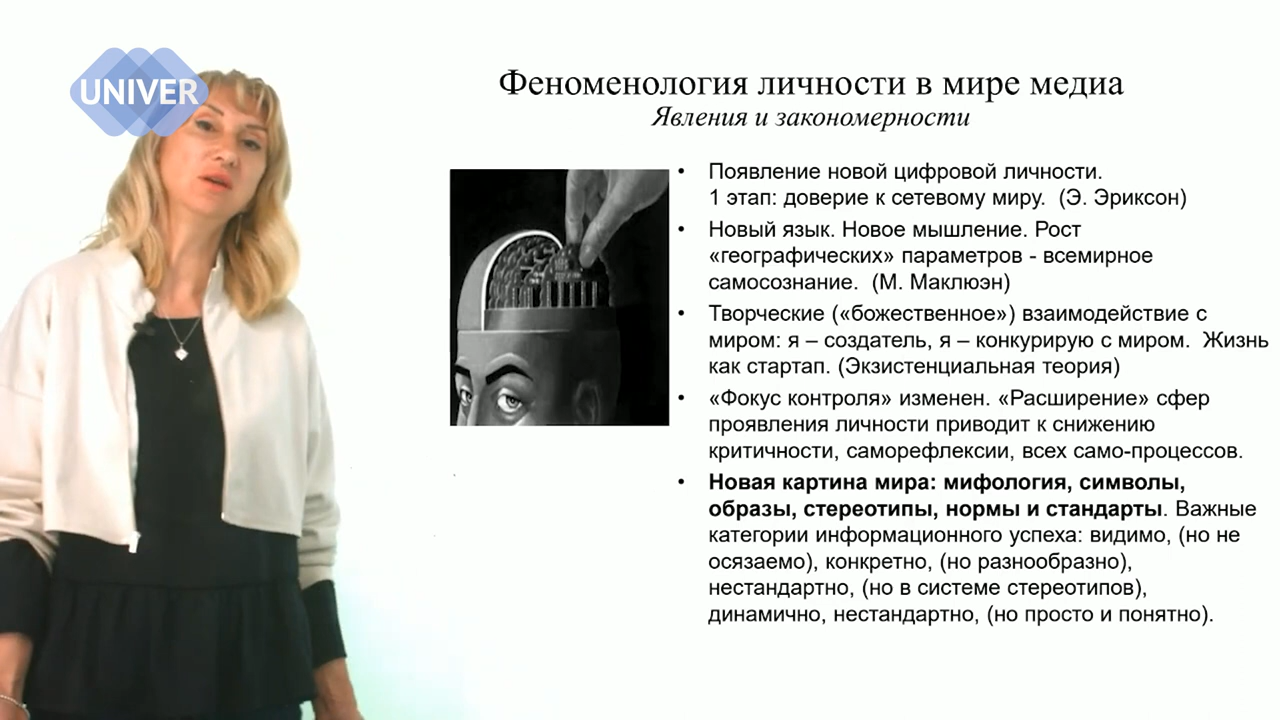 UNIVER
Феноменология личности в мире медиа
Явления и закономерности
• Появление новой цифровой личности.
1 этап: доверие к сетевому миру. (Э. Эриксон)
• Новый язык. Новое мышление. Рост
«географических» параметров - всемирное
самосознание. (М. Маклюэн)
• Творческие («божественное») взаимодействие с
миром: я – создатель, я – конкурирую с миром. Жизнь
как стартап. (Экзистенциальная теория)
• «Фокус контроля» изменен. «Расширение» сфер
проявления личности приводит к снижению
критичности, саморефлексии, всех само-процессов.
• Новая картина мира: мифология, символы,
образы, стереотипы, нормы и стандарты. Важные
категории информационного успеха: видимо, (но не
осязаемо), конкретно, (но разнообразно),
нестандартно, (но в системе стереотипов),
динамично, нестандартно, (но просто и понятно).